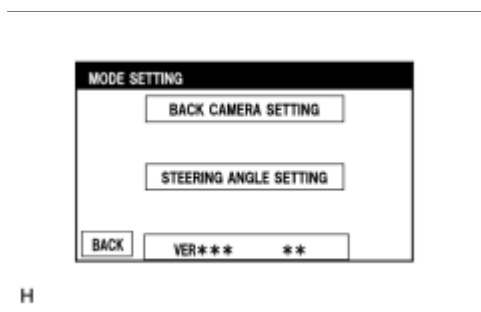 MODE SETTING
BACK CAMERA SETTING
STEERING ANGLE SETTING
BACK VER*** **
H